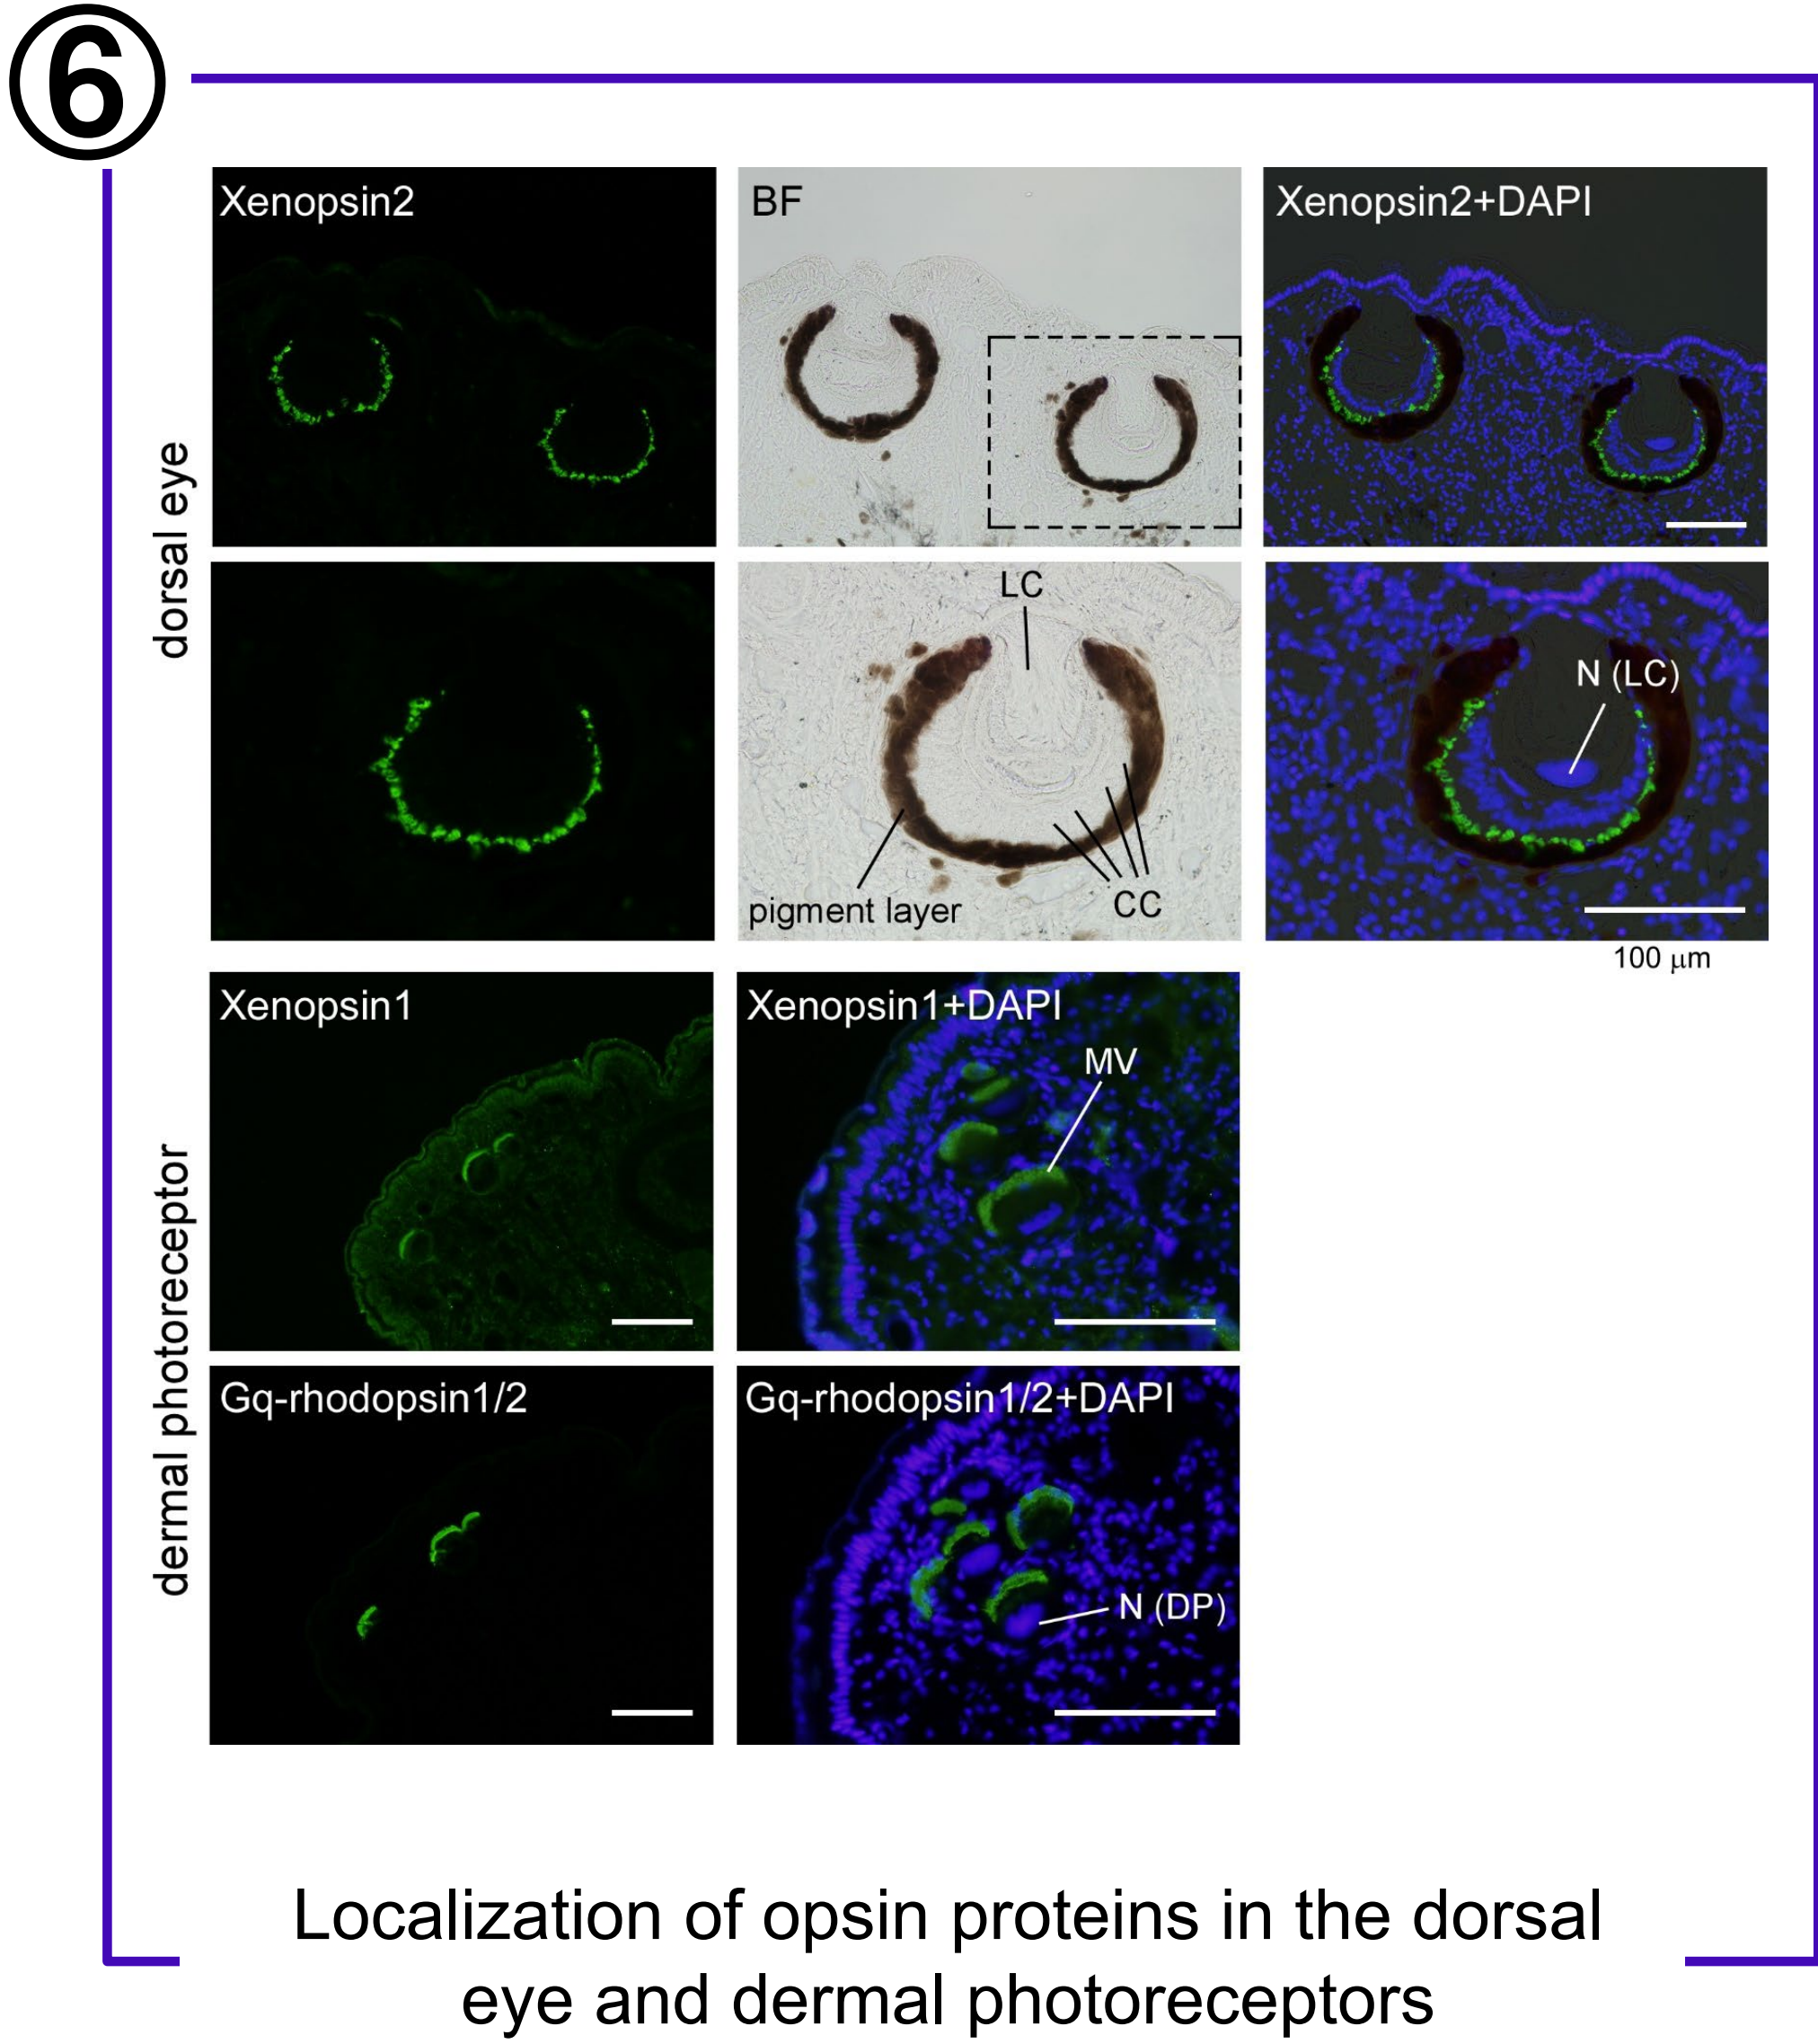 6
Xenopsin2
BF
Xenopsin2+DAPI
dorsal eye
LC
N (LC)
pigment layer
CC
100 μm
Xenopsin1
Xenopsin1+DAPI
MV
dermal photoreceptor
Gq-rhodopsin1/2
Gq-rhodopsin1/2+DAPI
N (DP)
Localization of opsin proteins in the dorsal
eye and dermal photoreceptors